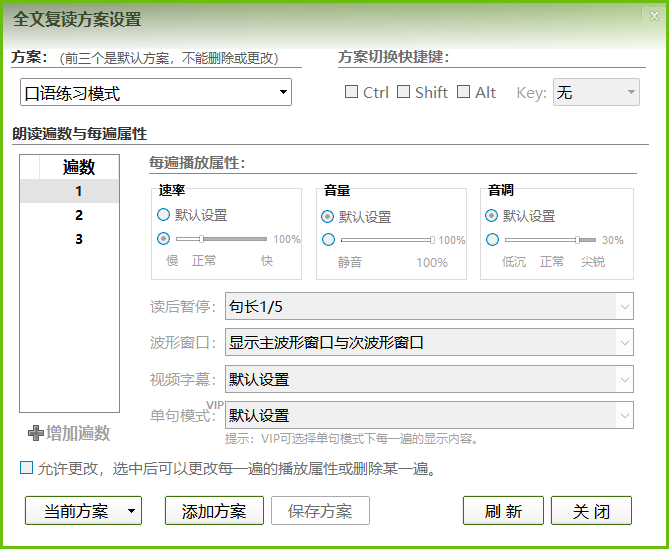 全文复读方案设置
方案： （前三个是默认方案，不能删除或更改）
方案切换快捷键：
口语练习模式
Ctrl Shift Alt Key: 无
朗读遍数与每遍属性
遍数
1
2
3
增加遍数
每遍播放属性：
速率
默认设置
100%
慢 正常 快
音量
默认设置
100%
静音 100%
音调
默认设置
30%
低沉 正常 尖锐
读后暂停： 句长1/5
波形窗口： 显示主波形窗口与次波形窗口
视频字幕： 默认设置
VIP
单句模式： 默认设置
提示：VIP可选择单句模式下每一遍的显示内容。
允许更改，选中后可以更改每一遍的播放属性或删除某一遍。
当前方案 添加方案 保存方案 刷 新 关 闭